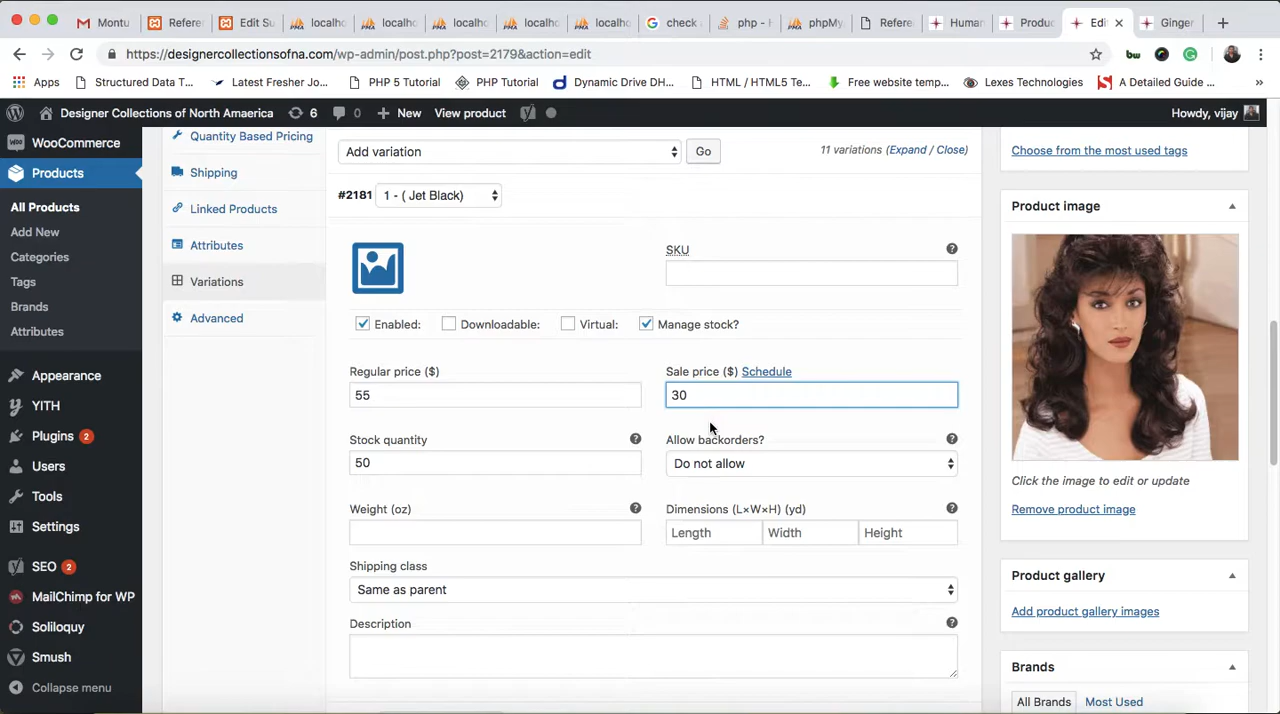 Montu
Refere
Edit Su
localho
localho
localho
localho
localho
check
php - H
phpMy
Refere
Human
Produc
Edi
Ginger
https://designercollectionsofna.com/wp-admin/post.php?post=2179&action=edit
Apps
Structured Data T...
Latest Fresher Jo...
PHP 5 Tutorial
PHP Tutorial
Dynamic Drive DH...
HTML / HTML5 Te...
Free website temp...
Lexes Technologies
A Detailed Guide ...
»
Designer Collections of North America
6
0
New
View product
Howdy, vijay
WooCommerce
Products
All Products
Add New
Categories
Tags
Brands
Attributes
Appearance
YITH
Plugins 2
Users
Tools
Settings
SEO 2
MailChimp for WP
Soliloquy
Smush
Collapse menu
Quantity Based Pricing
Shipping
Linked Products
Attributes
Variations
Advanced
Add variation
Go
11 variations (Expand / Close)
#2181
1 - ( Jet Black)
SKU
Enabled:
Downloadable:
Virtual:
Manage stock?
Regular price ($)
Sale price ($) Schedule
55
30
Stock quantity
Allow backorders?
50
Do not allow
Weight (oz)
Dimensions (L×W×H) (yd)
Length
Width
Height
Shipping class
Same as parent
Description
Choose from the most used tags
Product image
Click the image to edit or update
Remove product image
Product gallery
Add product gallery images
Brands
All Brands
Most Used